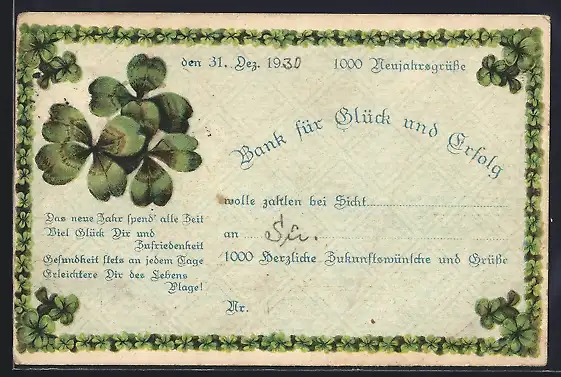 den 31. Dez. 1930 1000 Neujahrsgrüße
Bank für Glück und Erfolg
wolle zahlen bei Sicht
an Sie.
1000 Herzliche Zukunftswünsche und Grüße
Nr.
Das neue Jahr spend' alle Zeit
Viel Glück Dir und
Zufriedenheit
Gesundheit stets an jedem Tage
Erleichtere Dir des Lebens
Plage!